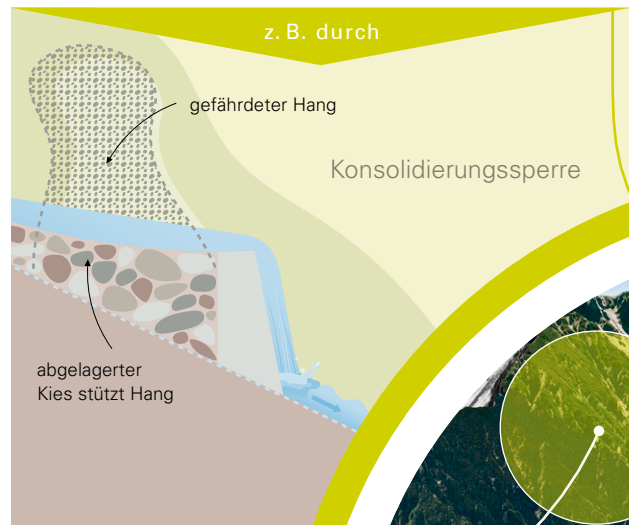 z. B. durch
gefährdeter Hang
Konsolidierungssperre
abgelagerter
Kies stützt Hang